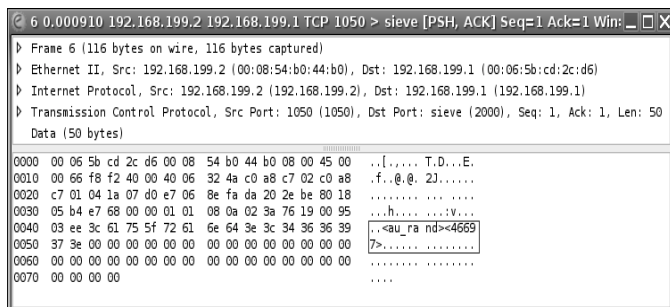 6 0.000910 192.168.199.2 192.168.199.1 TCP 1050 > sieve [PSH, ACK] Seq=1 Ack=1 Win:
Frame 6 (116 bytes on wire, 116 bytes captured)
Ethernet II, Src: 192.168.199.2 (00:08:54:b0:44:b0), Dst: 192.168.199.1 (00:06:5b:cd:2c:d6)
Internet Protocol, Src: 192.168.199.2 (192.168.199.2), Dst: 192.168.199.1 (192.168.199.1)
Transmission Control Protocol, Src Port: 1050 (1050), Dst Port: sieve (2000), Seq: 1, Ack: 1, Len: 50
Data (50 bytes)
0000 00 06 5b cd 2c d6 00 08 54 b0 44 b0 08 00 45 00 ..[.,... T.D...E.
0010 00 66 f8 f2 40 00 40 06 32 4a c0 a8 c7 02 c0 a8 .f..@.@. 2J......
0020 c7 01 04 1a 07 d0 e7 06 8e fa da 20 2e be 80 18 ........ ... ....
0030 05 b4 e7 68 00 00 01 01 08 0a 02 3a 76 19 00 95 ...h.... ...:v...
0040 03 ee 3c 61 75 5f 72 61 6e 64 3e 3c 34 36 36 39 ..<au_ra nd><4669
0050 37 3e 00 00 00 00 00 00 00 00 00 00 00 00 00 00 7>...... ........
0060 00 00 00 00 00 00 00 00 00 00 00 00 00 00 00 00 ........ ........
0070 00 00 00 00 ....